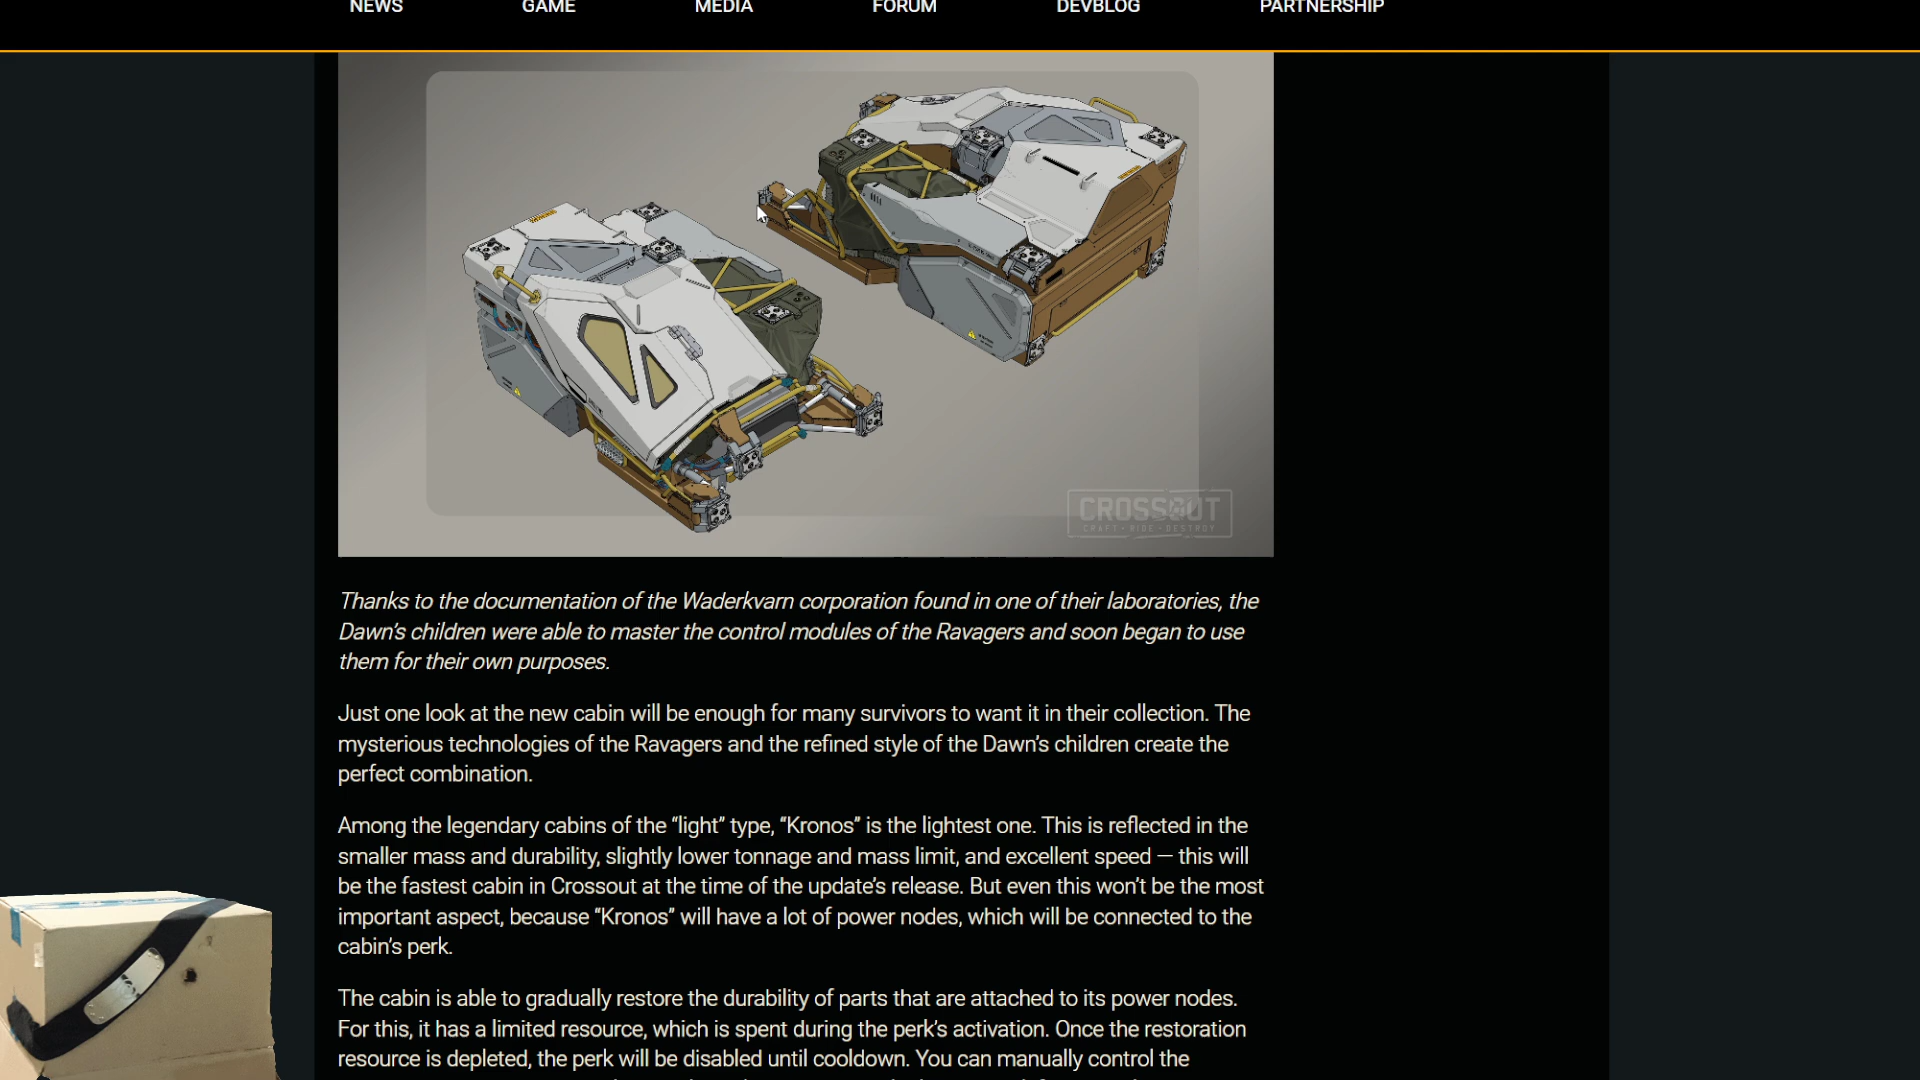 NEWS GAME MEDIA FORUM DEVBLOG PARTNERSHIP
CROSSOUT
CRAFT • RIDE • DESTROY
Thanks to the documentation of the Waderkvarn corporation found in one of their laboratories, the
Dawn's children were able to master the control modules of the Ravagers and soon began to use
them for their own purposes.
Just one look at the new cabin will be enough for many survivors to want it in their collection. The
mysterious technologies of the Ravagers and the refined style of the Dawn's children create the
perfect combination.
Among the legendary cabins of the “light” type, “Kronos” is the lightest one. This is reflected in the
smaller mass and durability, slightly lower tonnage and mass limit, and excellent speed — this will
be the fastest cabin in Crossout at the time of the update's release. But even this won't be the most
important aspect, because “Kronos” will have a lot of power nodes, which will be connected to the
cabin's perk.
The cabin is able to gradually restore the durability of parts that are attached to its power nodes.
For this, it has a limited resource, which is spent during the perk's activation. Once the restoration
resource is depleted, the perk will be disabled until cooldown. You can manually control the